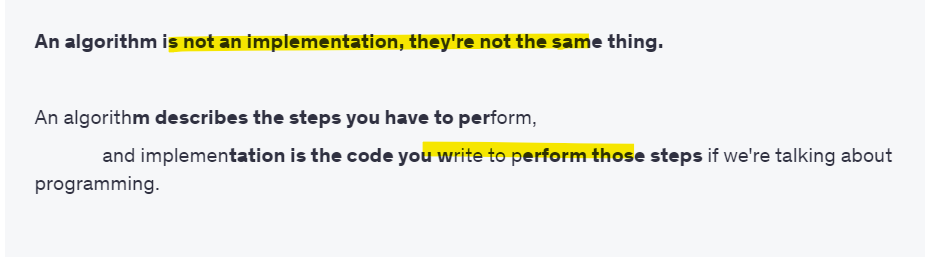 An algorithm is not an implementation, they're not the same thing.
An algorithm describes the steps you have to perform,
and implementation is the code you write to perform those steps if we're talking about
programming.